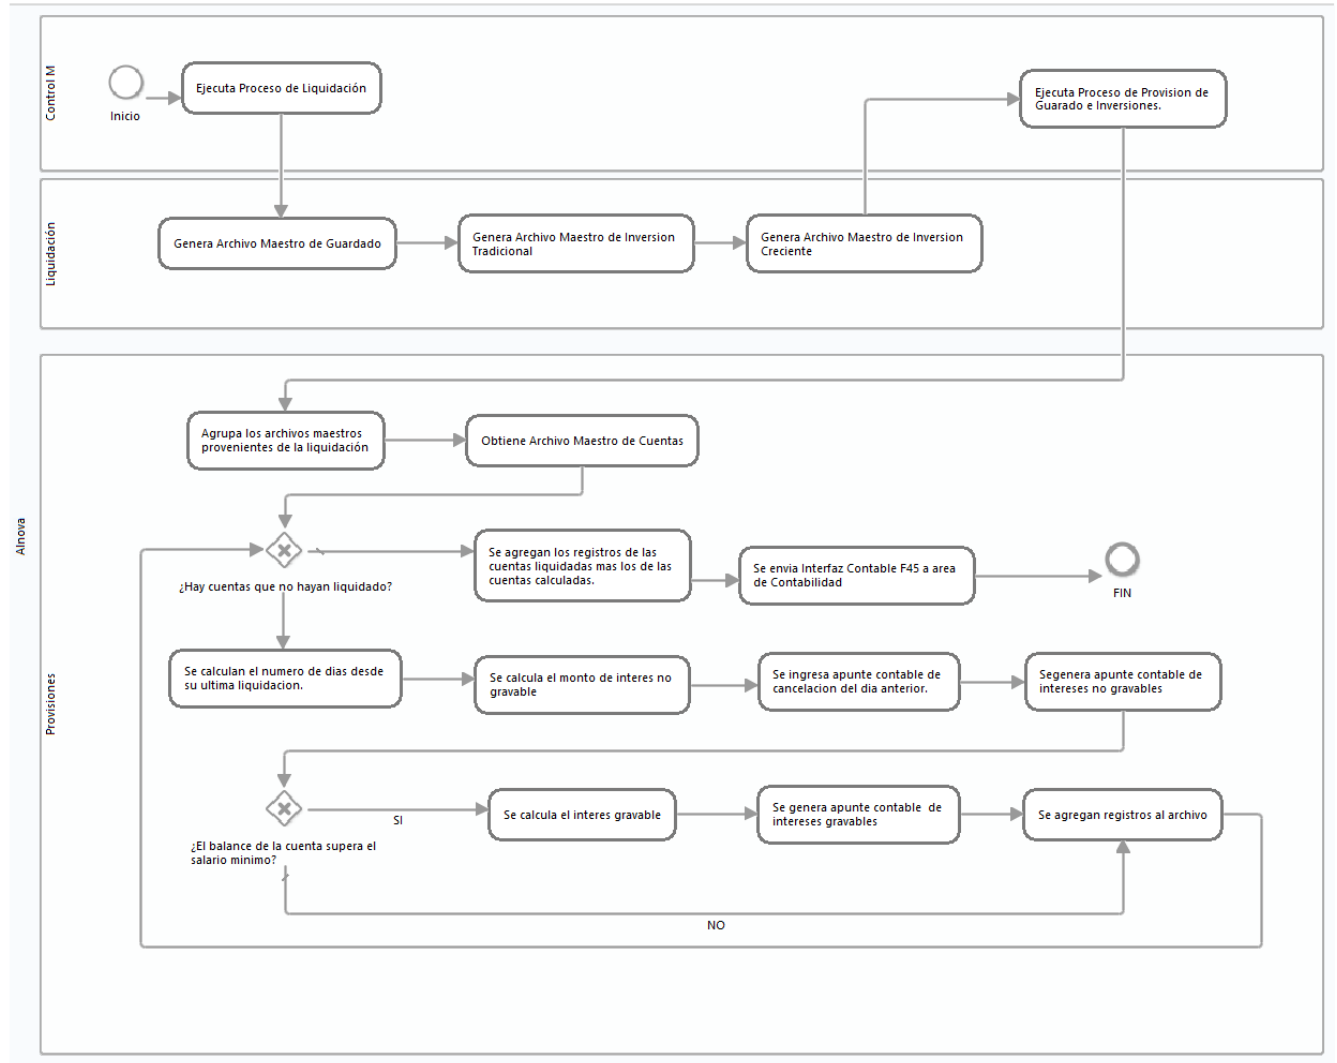 Control M
Inicio
Ejecuta Proceso de Liquidación
Ejecuta Proceso de Provision de
Guarado e Inversiones.
Liquidación
Genera Archivo Maestro de Guardado
Genera Archivo Maestro de Inversion
Tradicional
Genera Archivo Maestro de Inversion
Creciente
Alnova
Provisiones
Agrupa los archivos maestros
provenientes de la liquidación
Obtiene Archivo Maestro de Cuentas
¿Hay cuentas que no hayan liquidado?
Se agregan los registros de las
cuentas liquidadas mas los de las
cuentas calculadas.
Se envia Interfaz Contable F45 a area
de Contabilidad
FIN
Se calculan el numero de dias desde
su ultima liquidacion.
Se calcula el monto de interes no
gravable
Se ingresa apunte contable de
cancelacion del dia anterior.
Segenera apunte contable de
intereses no gravables
¿El balance de la cuenta supera el
salario minimo?
SI
Se calcula el interes gravable
Se genera apunte contable de
intereses gravables
Se agregan registros al archivo
NO